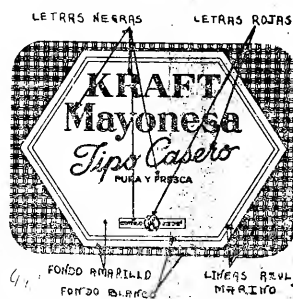 LETRAS NEGRAS LETRAS ROJAS
KRAFT
Mayonesa
Tipo Casero
PURA Y FRESCA
FONDO AMARILLO LINEAS AZUL
FONDO BLANCO MARINO